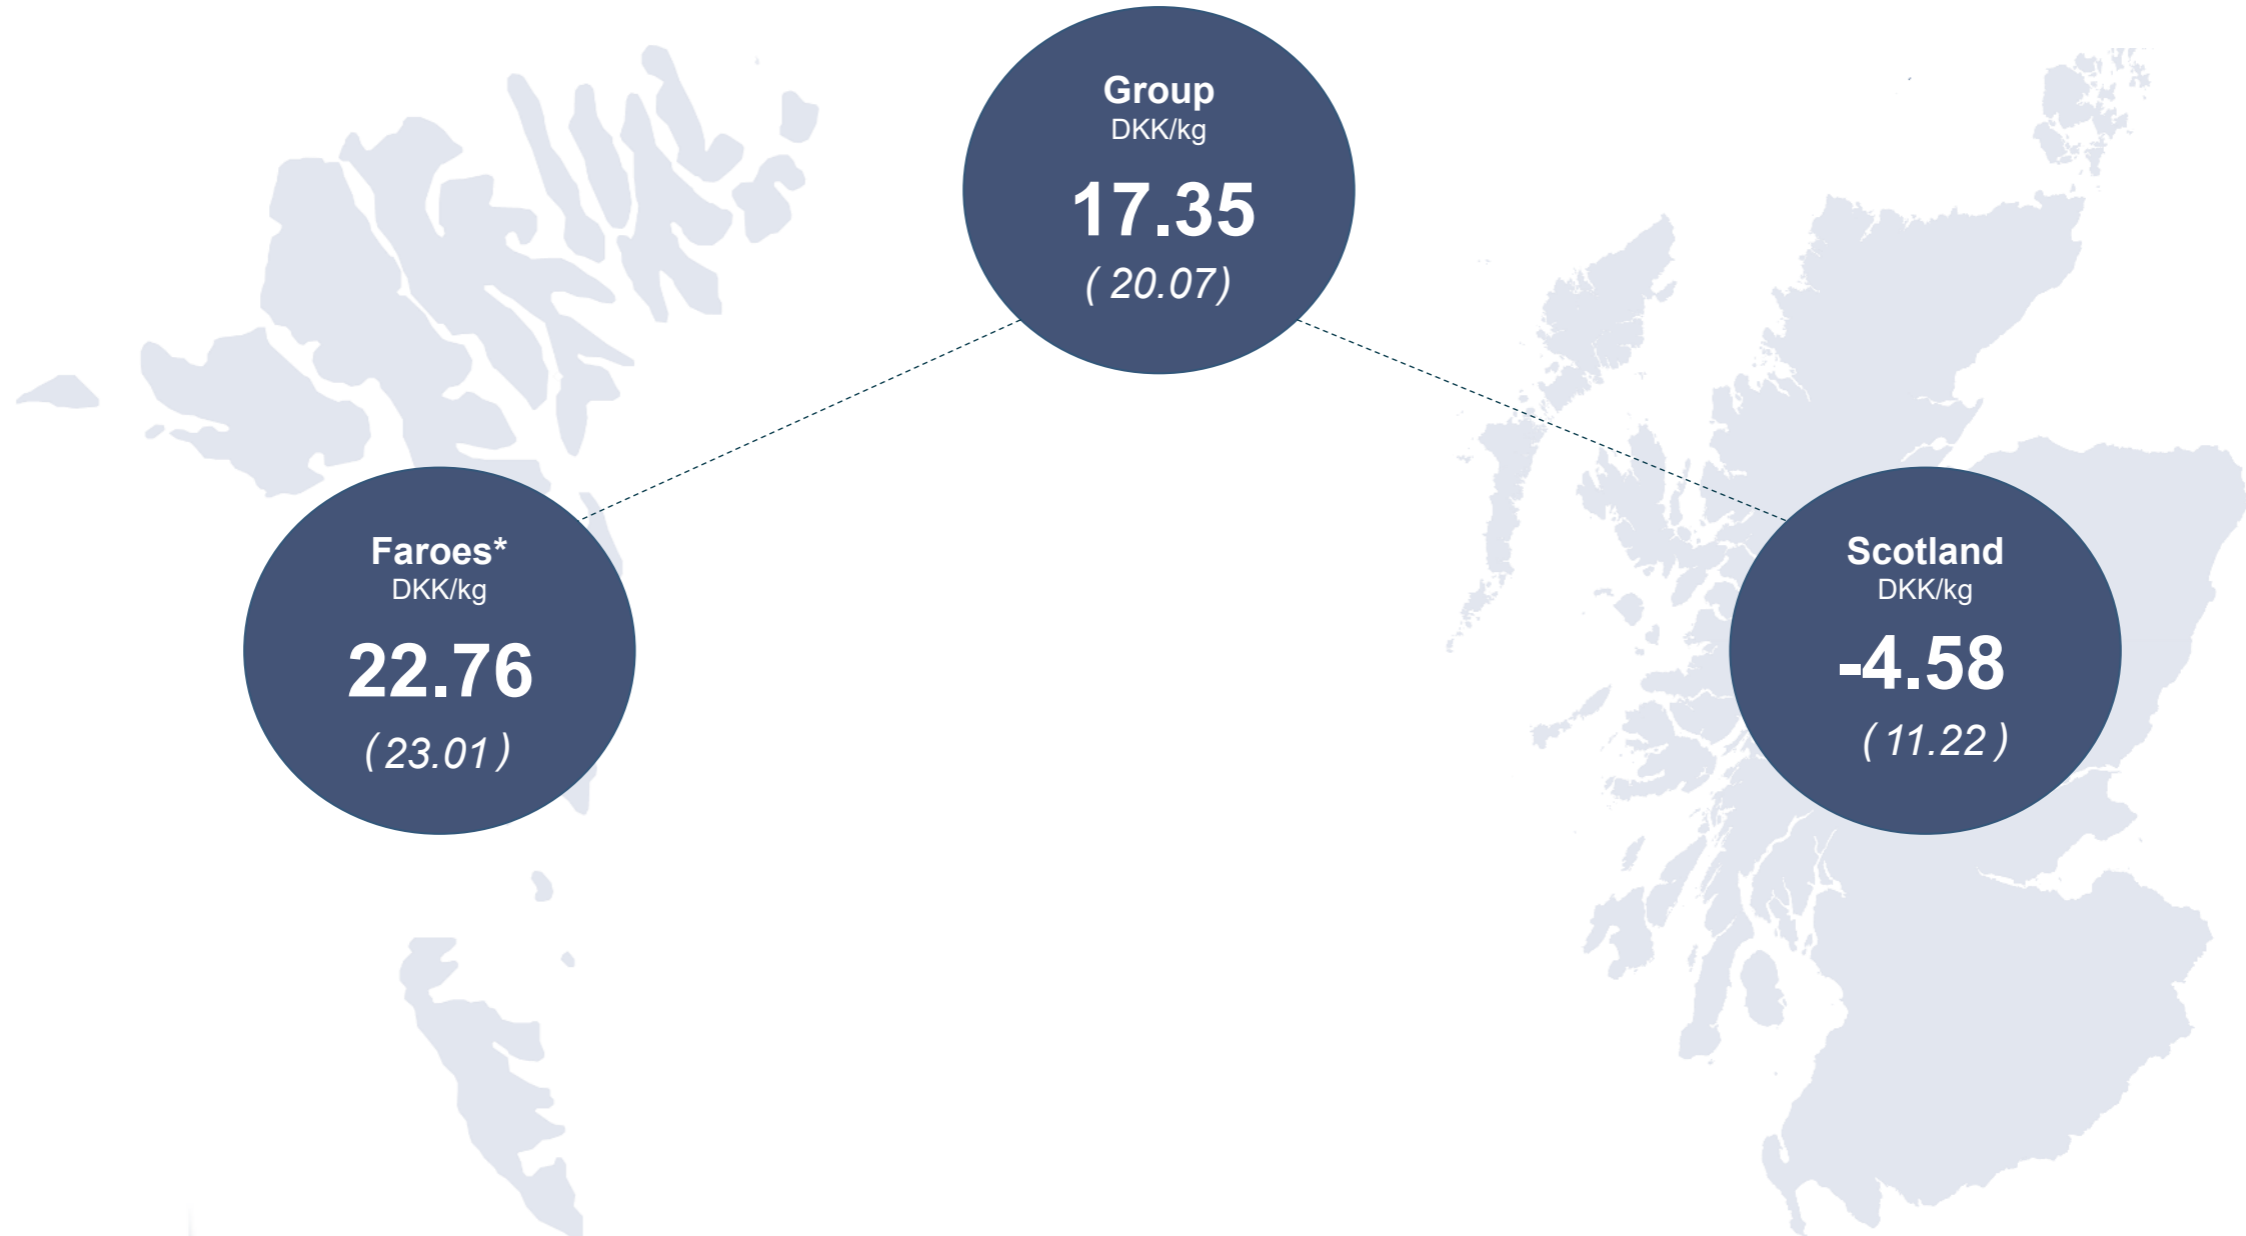 Group
DKK/kg
17.35
( 20.07)
Faroes*
DKK/kg
22.76
(23.01)
Scotland
DKK/kg
-4.58
(11.22)